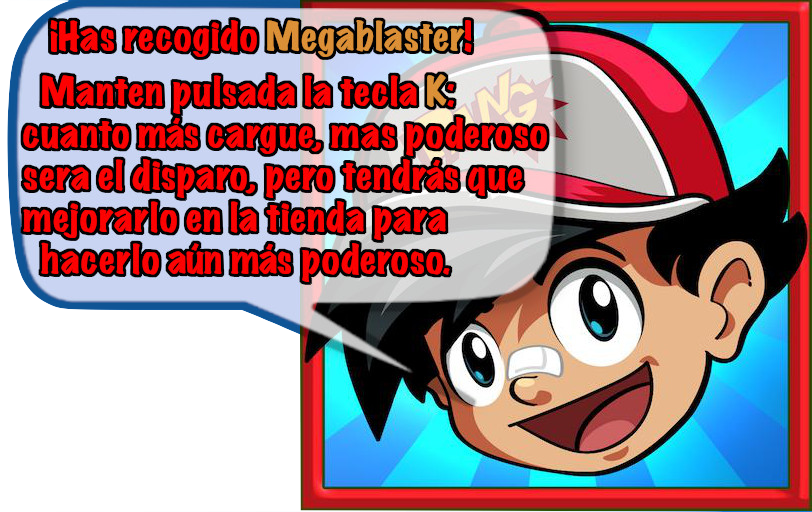 ¡Has recogido Megablaster!
Manten pulsada la tecla K:
cuanto más cargue, mas poderoso
sera el disparo, pero tendrás que
mejorarlo en la tienda para
hacerlo aún más poderoso.
PANG